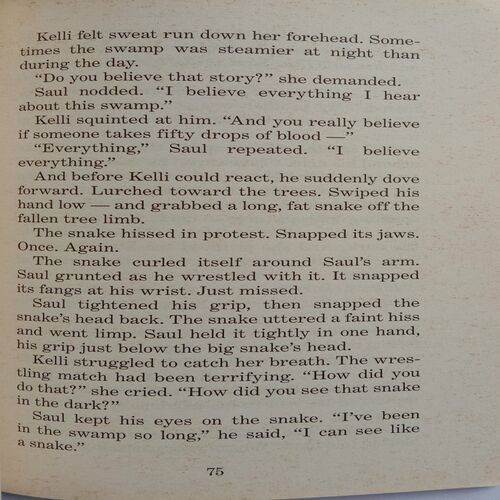 Kelli felt sweat run down her forehead. Some-
times the swamp was steamier at night than
during the day.
“Do you believe that story?” she demanded.
Saul nodded. “I believe everything I hear
about this swamp.”
Kelli squinted at him. “And you really believe
if someone takes fifty drops of blood —”
“Everything,” Saul repeated. “I believe
everything.”
And before Kelli could react, he suddenly dove
forward. Lurched toward the trees. Swiped his
hand low — and grabbed a long, fat snake off the
fallen tree limb.
The snake hissed in protest. Snapped its jaws.
Once. Again.
The snake curled itself around Saul’s arm.
Saul grunted as he wrestled with it. It snapped
its fangs at his wrist. Just missed.
Saul tightened his grip, then snapped the
snake’s head back. The snake uttered a faint hiss
and went limp. Saul held it tightly in one hand,
his grip just below the big snake’s head.
Kelli struggled to catch her breath. The wres-
tling match had been terrifying. “How did you
do that?” she cried. “How did you see that snake
in the dark?”
Saul kept his eyes on the snake. “I’ve been
in the swamp so long,” he said, “I can see like
a snake.”
75